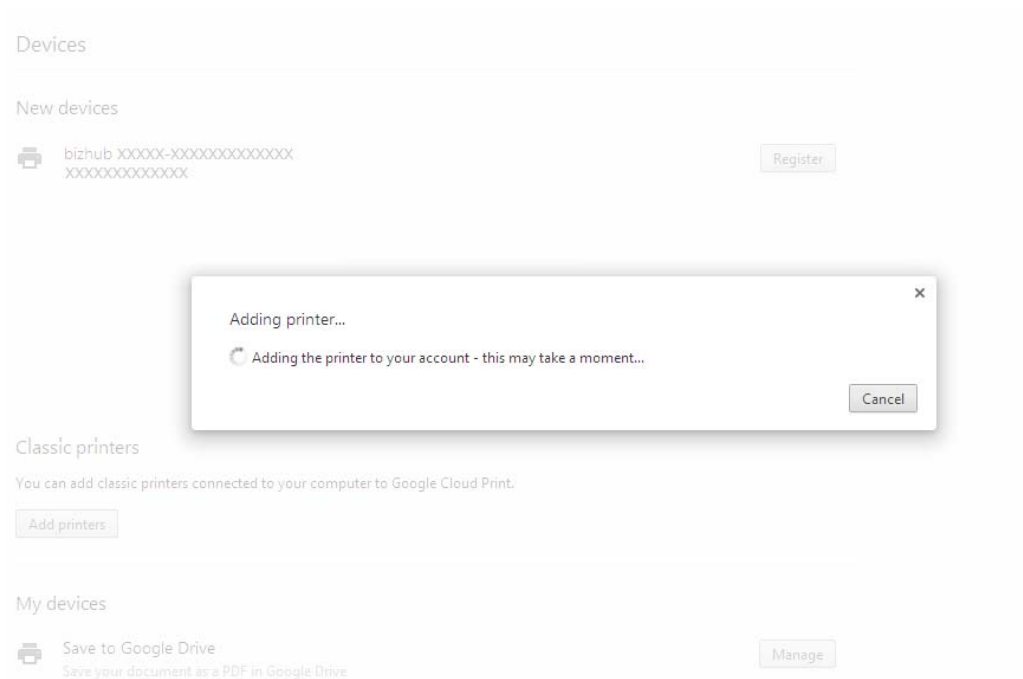 Devices
New devices
bizhub XXXXX-XXXXXXXXXXXXX
XXXXXXXXXXXXX
Register
Adding printer...
Adding the printer to your account - this may take a moment...
Cancel
Classic printers
You can add classic printers connected to your computer to Google Cloud Print.
Add printers
My devices
Save to Google Drive
Save your document as a PDF in Google Drive
Manage